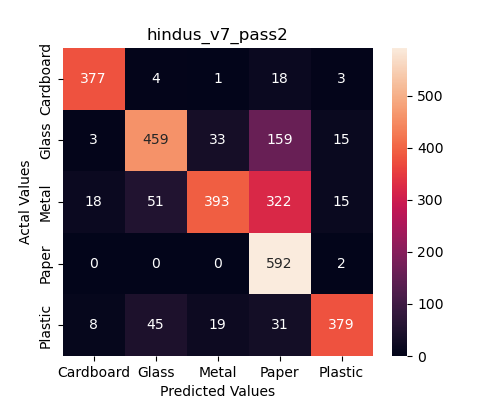 hindus_v7_pass2
Cardboard 377 4 1 18 3
Glass 3 459 33 159 15
Metal 18 51 393 322 15
Paper 0 0 0 592 2
Plastic 8 45 19 31 379
Cardboard Glass Metal Paper Plastic
Predicted Values
Actal Values
500
400
300
200
100
0